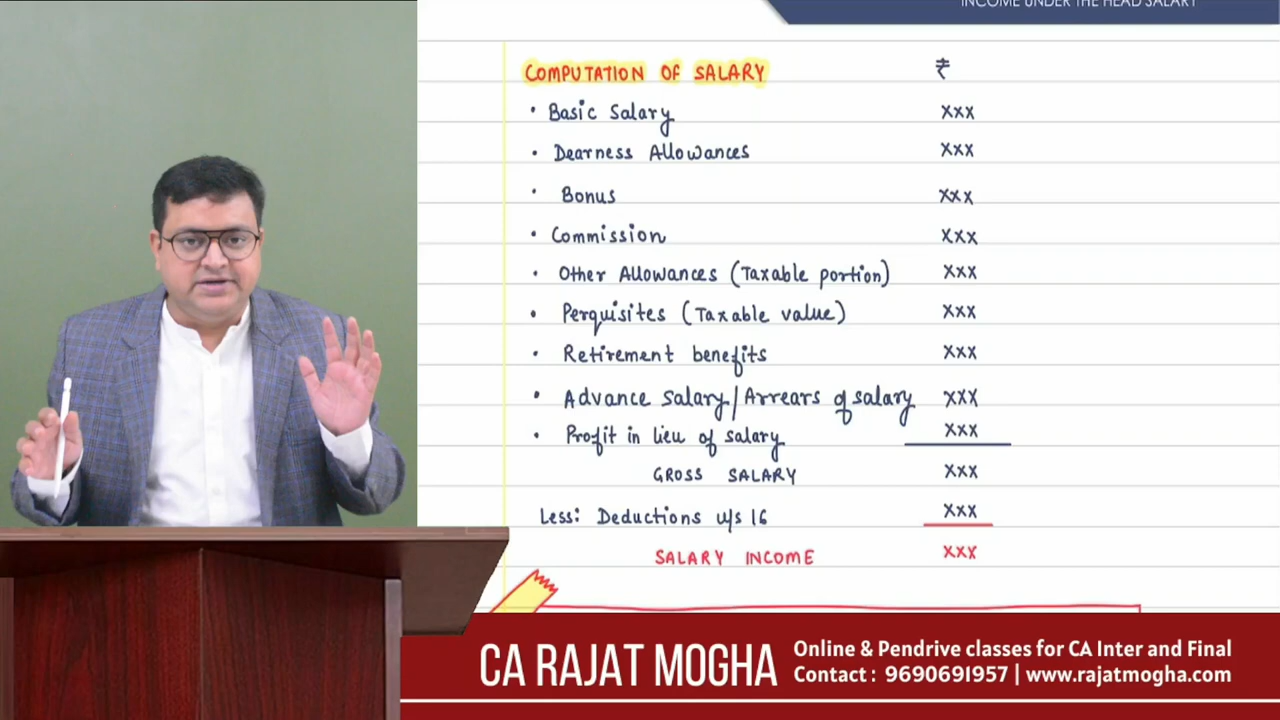 INCOME UNDER THE HEAD SALARY
COMPUTATION OF SALARY ₹
• Basic Salary xxx
• Dearness Allowances xxx
• Bonus xxx
• Commission xxx
• Other Allowances (Taxable portion) xxx
• Perquisites (Taxable value) xxx
• Retirement benefits xxx
• Advance salary/Arrears of salary xxx
• Profit in lieu of salary xxx
GROSS SALARY xxx
Less: Deductions u/s 16 xxx
SALARY INCOME xxx
CA RAJAT MOGHA
Online & Pendrive classes for CA Inter and Final
Contact : 9690691957 | www.rajatmogha.com